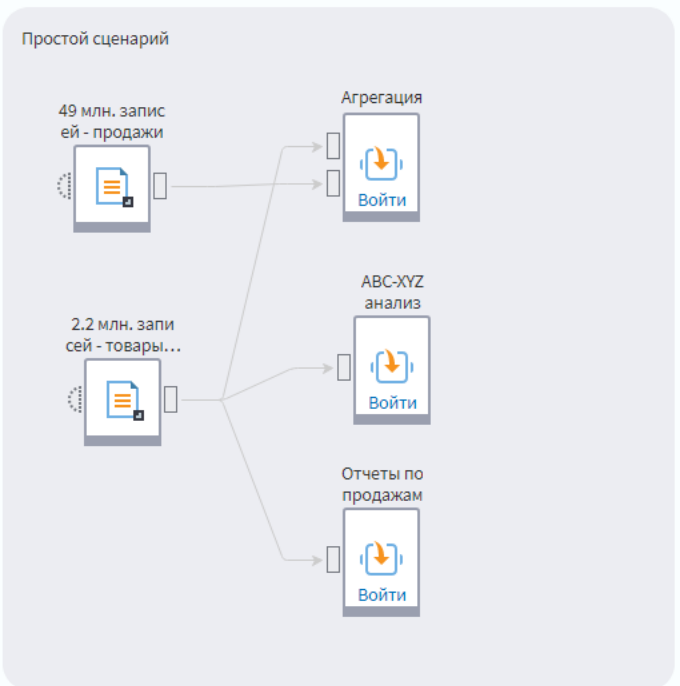 Простой сценарий
Агрегация
49 млн. запис
ей - продажи
Войти
ABC-XYZ
анализ
2.2 млн. запи
сей - товары...
Войти
Отчеты по
продажам
Войти